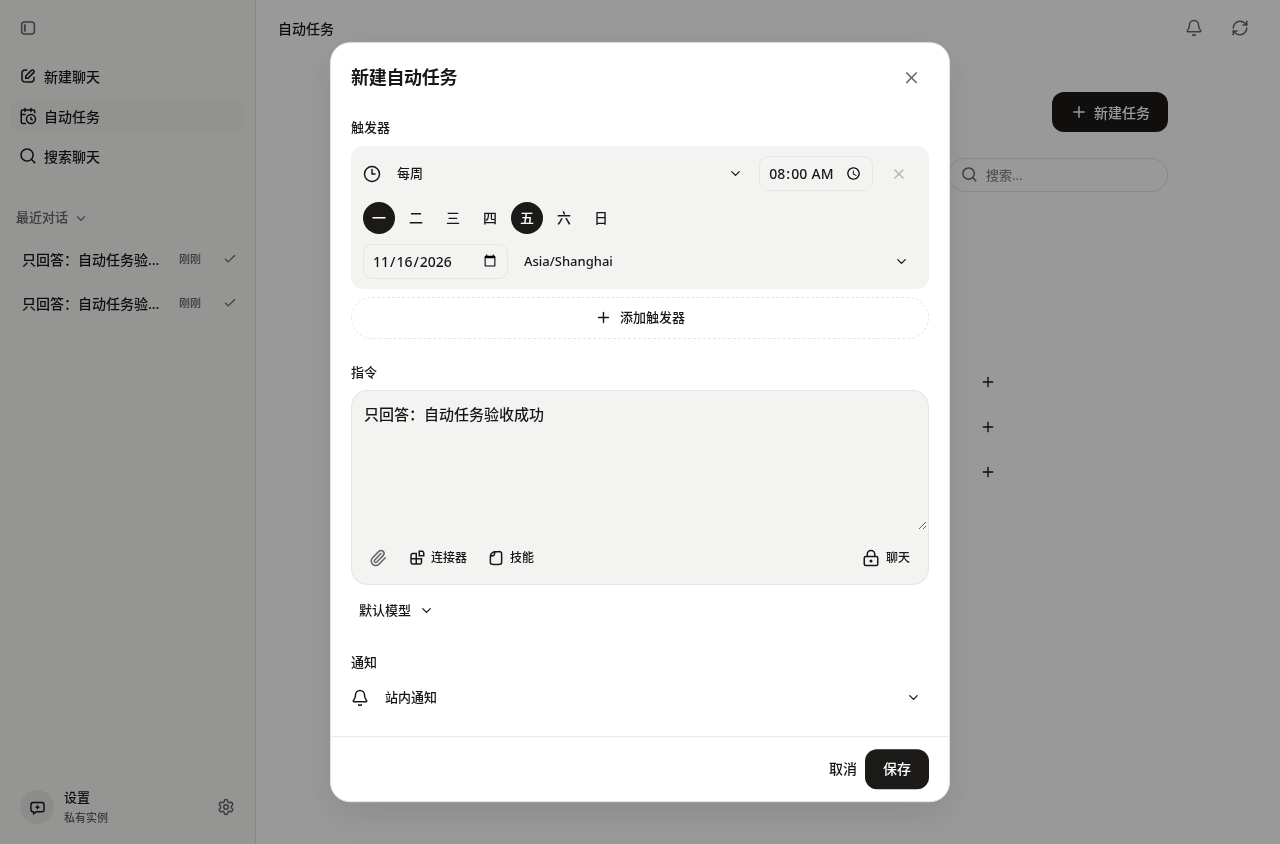 自动任务
新建聊天
自动任务
搜索聊天
最近对话
只回答：自动任务验... 刚刚
只回答：自动任务验... 刚刚
设置
私有实例
新建任务
搜索...
新建自动任务
触发器
每周 08:00 AM
一 二 三 四 五 六 日
11/16/2026 Asia/Shanghai
添加触发器
指令
只回答：自动任务验收成功
连接器 技能 聊天
默认模型
通知
站内通知
取消 保存